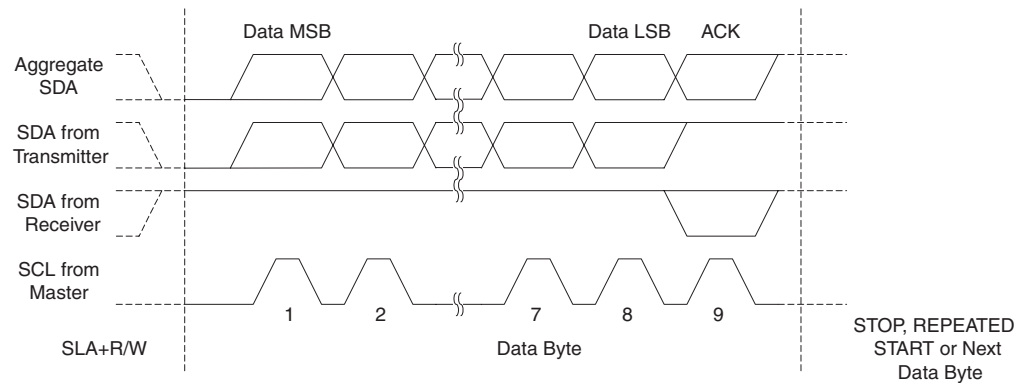 Data MSB
Data LSB
ACK
Aggregate
SDA
SDA from
Transmitter
SDA from
Receiver
SCL from
Master
1
2
7
8
9
SLA+R/W
Data Byte
STOP, REPEATED
START or Next
Data Byte